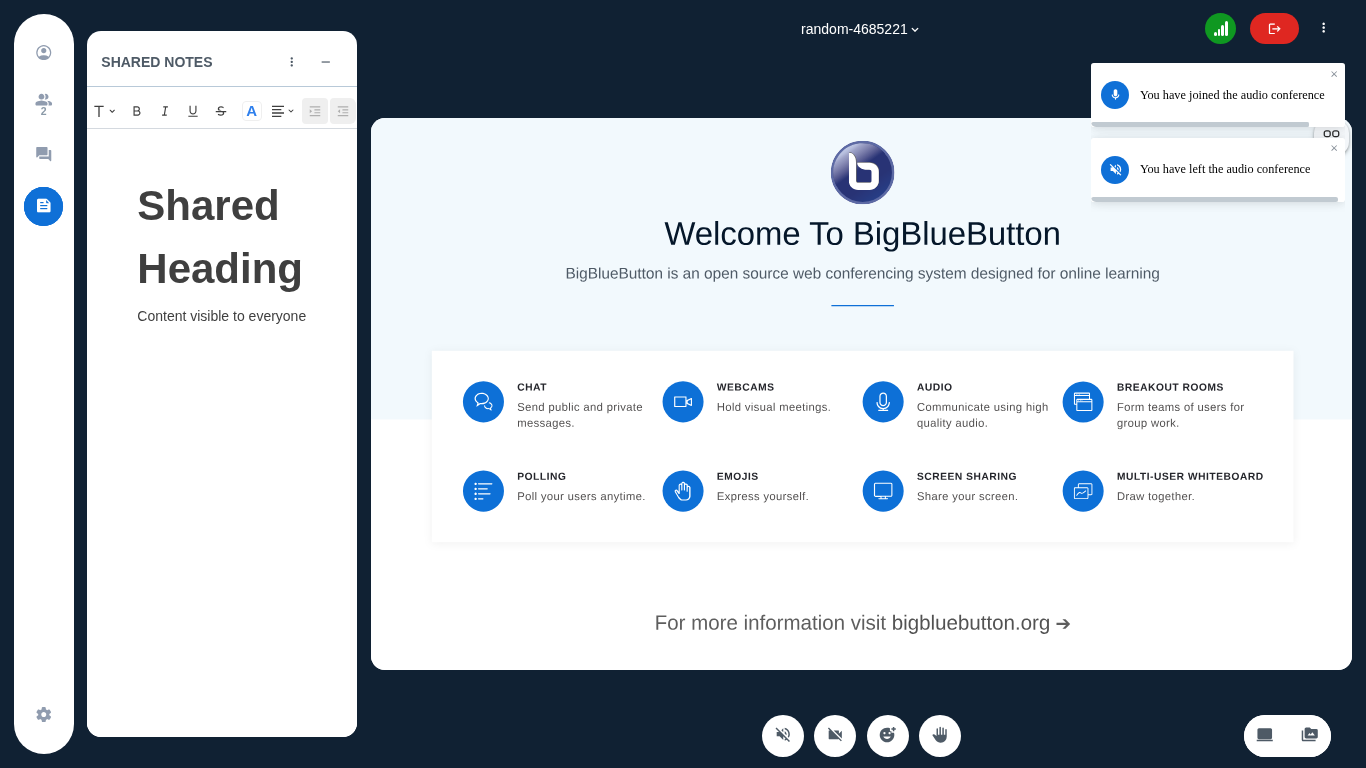 random-4685221
SHARED NOTES
2
T
B
I
U
S
A
Shared
Heading
Content visible to everyone
You have joined the audio conference
You have left the audio conference
Welcome To BigBlueButton
BigBlueButton is an open source web conferencing system designed for online learning
CHAT
Send public and private
messages.
WEBCAMS
Hold visual meetings.
AUDIO
Communicate using high
quality audio.
BREAKOUT ROOMS
Form teams of users for
group work.
POLLING
Poll your users anytime.
EMOJIS
Express yourself.
SCREEN SHARING
Share your screen.
MULTI-USER WHITEBOARD
Draw together.
For more information visit bigbluebutton.org ➔